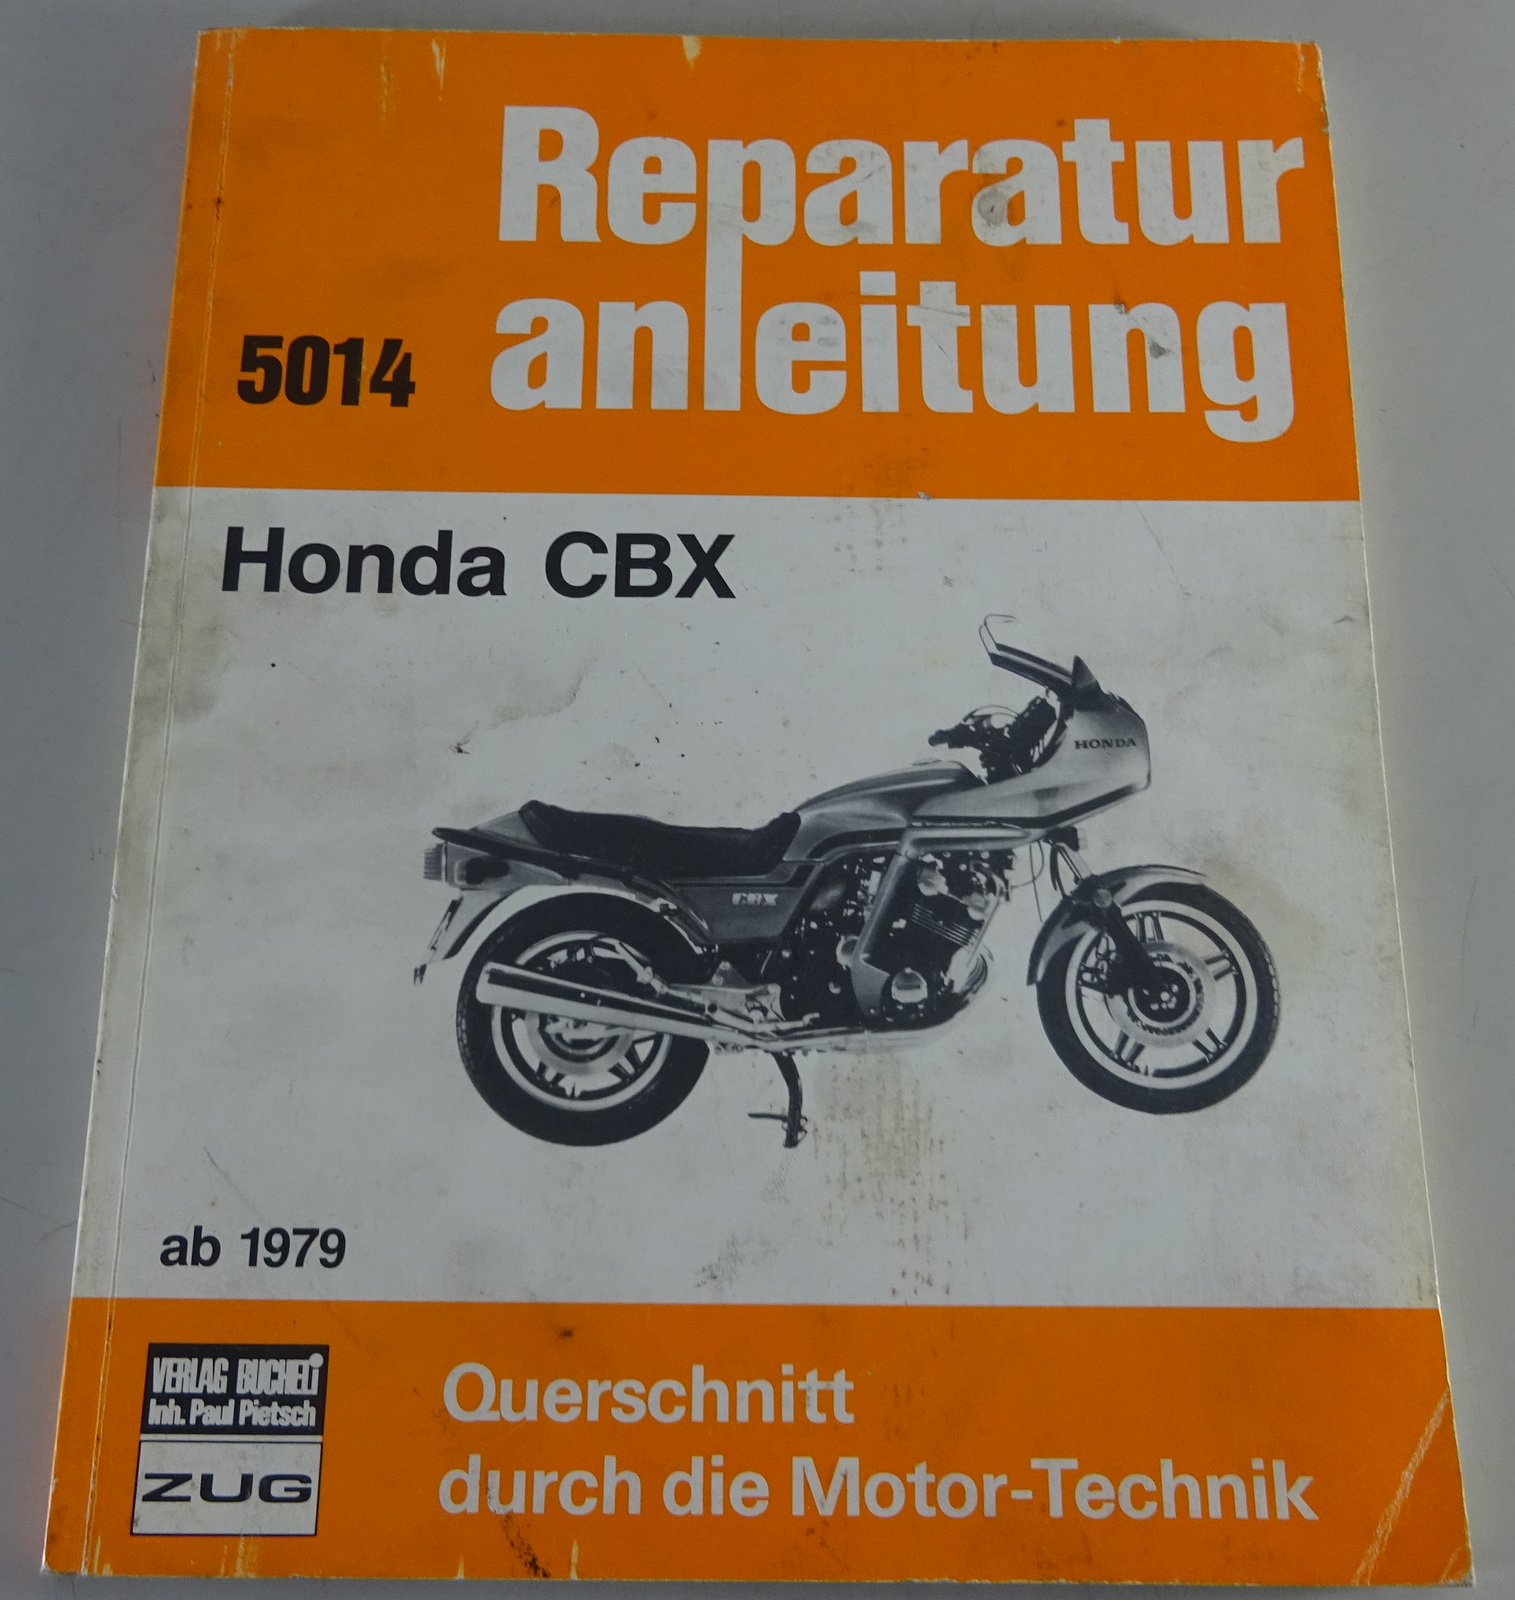 Reparatur
anleitung
5014
Honda CBX
HONDA
CBX
ab 1979
VERLAG BUCHELI
Inh. Paul Pietsch
ZUG
Querschnitt
durch die Motor-Technik